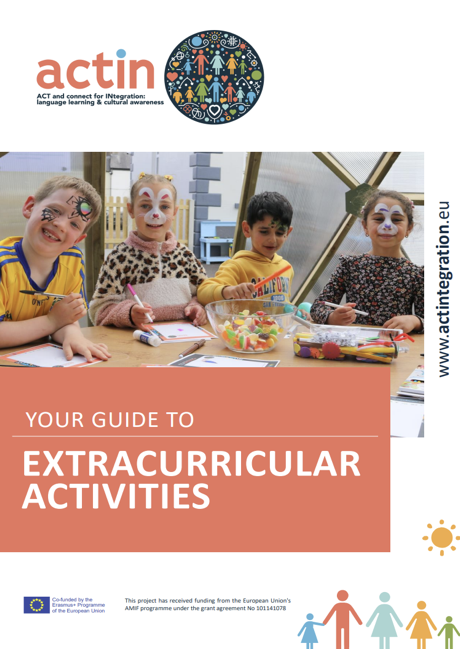 actin
ACT and connect for INtegration:
language learning & cultural awareness
www.actintegration.eu
CALIFO
YOUR GUIDE TO
EXTRACURRICULAR
ACTIVITIES
Co-funded by the
Erasmus+ Programme
of the European Union
This project has received funding from the European Union's
AMIF programme under the grant agreement No 101141078